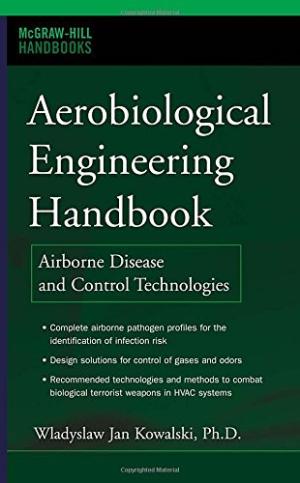 McGRAW-HILL
HANDBOOKS
Aerobiological
Engineering
Handbook
Airborne Disease
and Control Technologies
• Complete airborne pathogen profiles for the
identification of infection risk
• Design solutions for control of gases and odors
• Recommended technologies and methods to combat
biological terrorist weapons in HVAC systems
Wladyslaw Jan Kowalski, Ph.D.